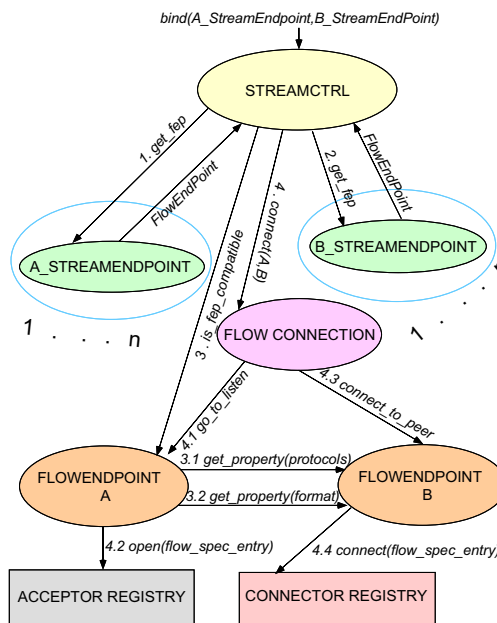 bind(A_StreamEndpoint,B_StreamEndPoint)
STREAMCTRL
1. get_fep
FlowEndPoint
2. get_fep
FlowEndPoint
4 . connect(A,B)
3 . is_fep_compatible
A_STREAMENDPOINT
B_STREAMENDPOINT
1 . . . n
1 . . . .
FLOW CONNECTION
4.1 go_to_listen
4.3 connect_to_peer
FLOWENDPOINT
A
3.1 get_property(protocols)
3.2 get_property(format)
FLOWENDPOINT
B
4.2 open(flow_spec_entry)
4.4 connect(flow_spec_entry)
ACCEPTOR REGISTRY
CONNECTOR REGISTRY